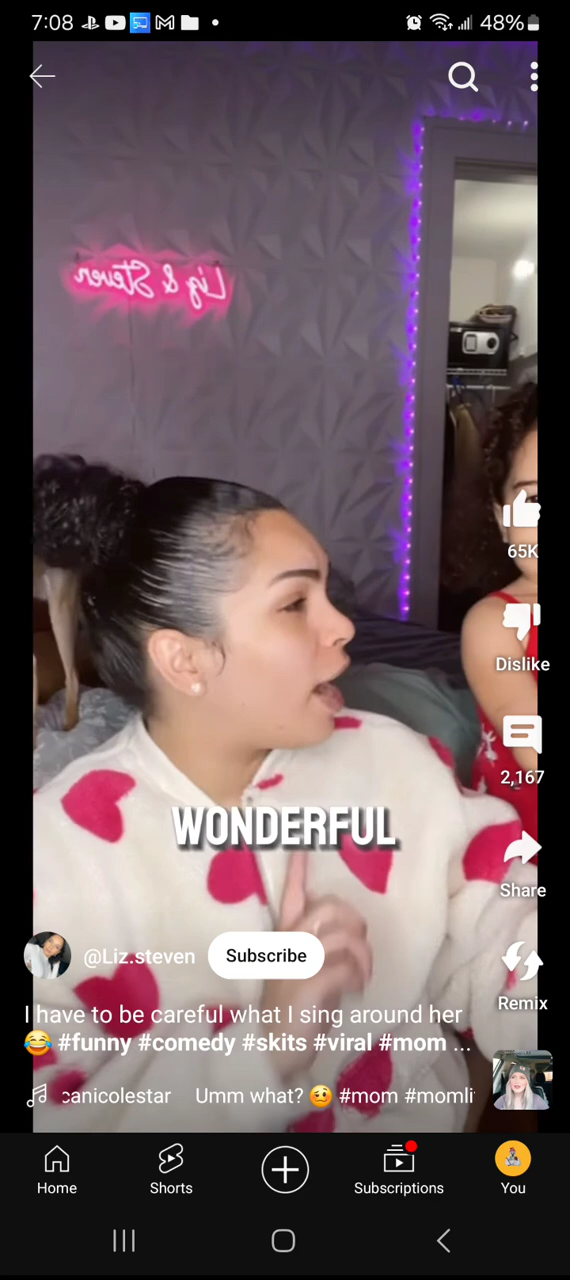 7:08
48%
Liz & Steven
65K
Dislike
2,167
WONDERFUL
Share
@Liz.steven
Subscribe
Remix
I have to be careful what I sing around her
😂 #funny #comedy #skits #viral #mom ...
canicolestar Umm what? 🥴 #mom #momli
Home
Shorts
Subscriptions
You